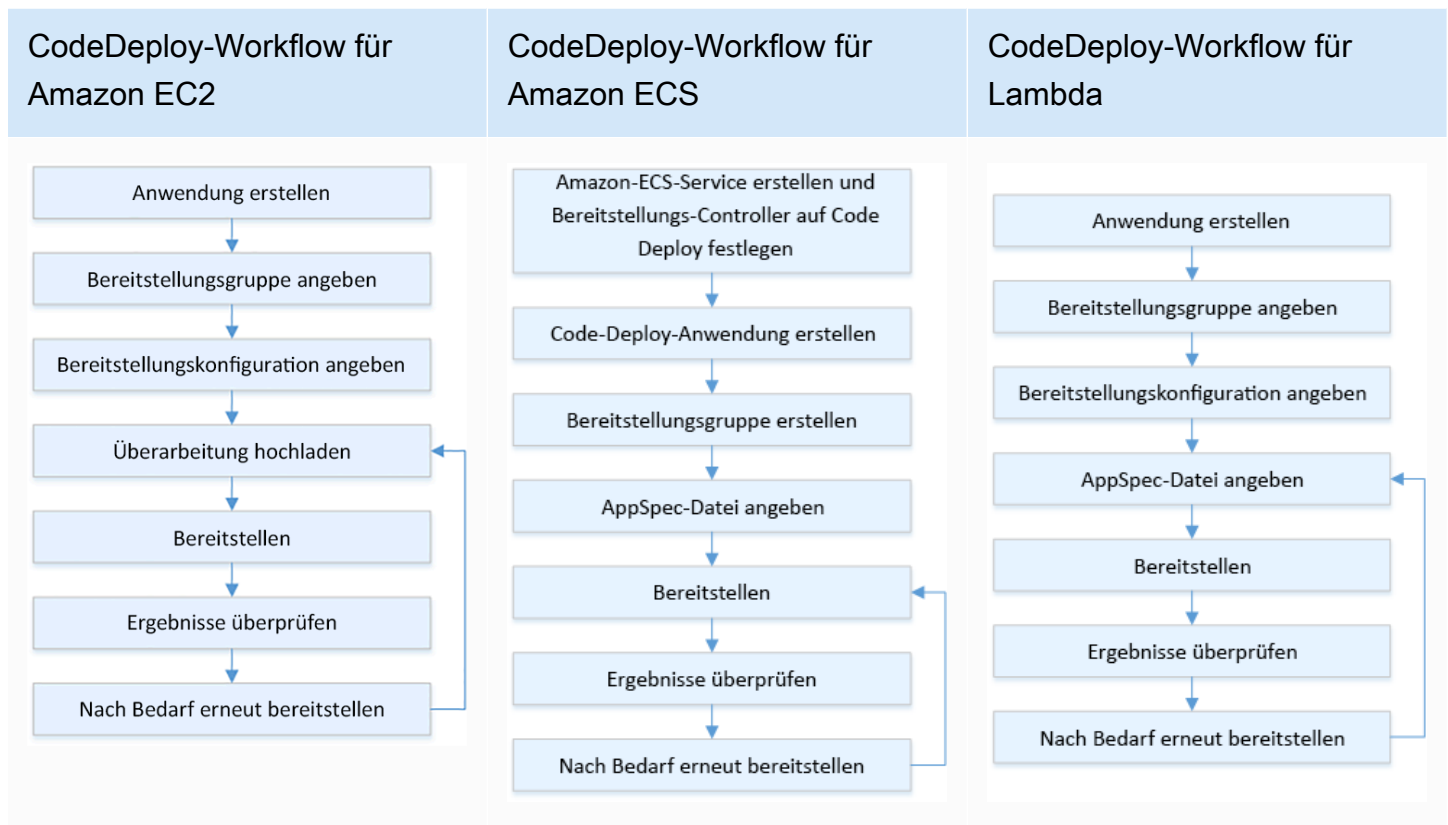 CodeDeploy-Workflow für
Amazon EC2
CodeDeploy-Workflow für
Amazon ECS
CodeDeploy-Workflow für
Lambda
Anwendung erstellen
Bereitstellungsgruppe angeben
Bereitstellungskonfiguration angeben
Überarbeitung hochladen
Bereitstellen
Ergebnisse überprüfen
Nach Bedarf erneut bereitstellen
Amazon-ECS-Service erstellen und
Bereitstellungs-Controller auf Code
Deploy festlegen
Code-Deploy-Anwendung erstellen
Bereitstellungsgruppe erstellen
AppSpec-Datei angeben
Bereitstellen
Ergebnisse überprüfen
Nach Bedarf erneut bereitstellen
Anwendung erstellen
Bereitstellungsgruppe angeben
Bereitstellungskonfiguration angeben
AppSpec-Datei angeben
Bereitstellen
Ergebnisse überprüfen
Nach Bedarf erneut bereitstellen